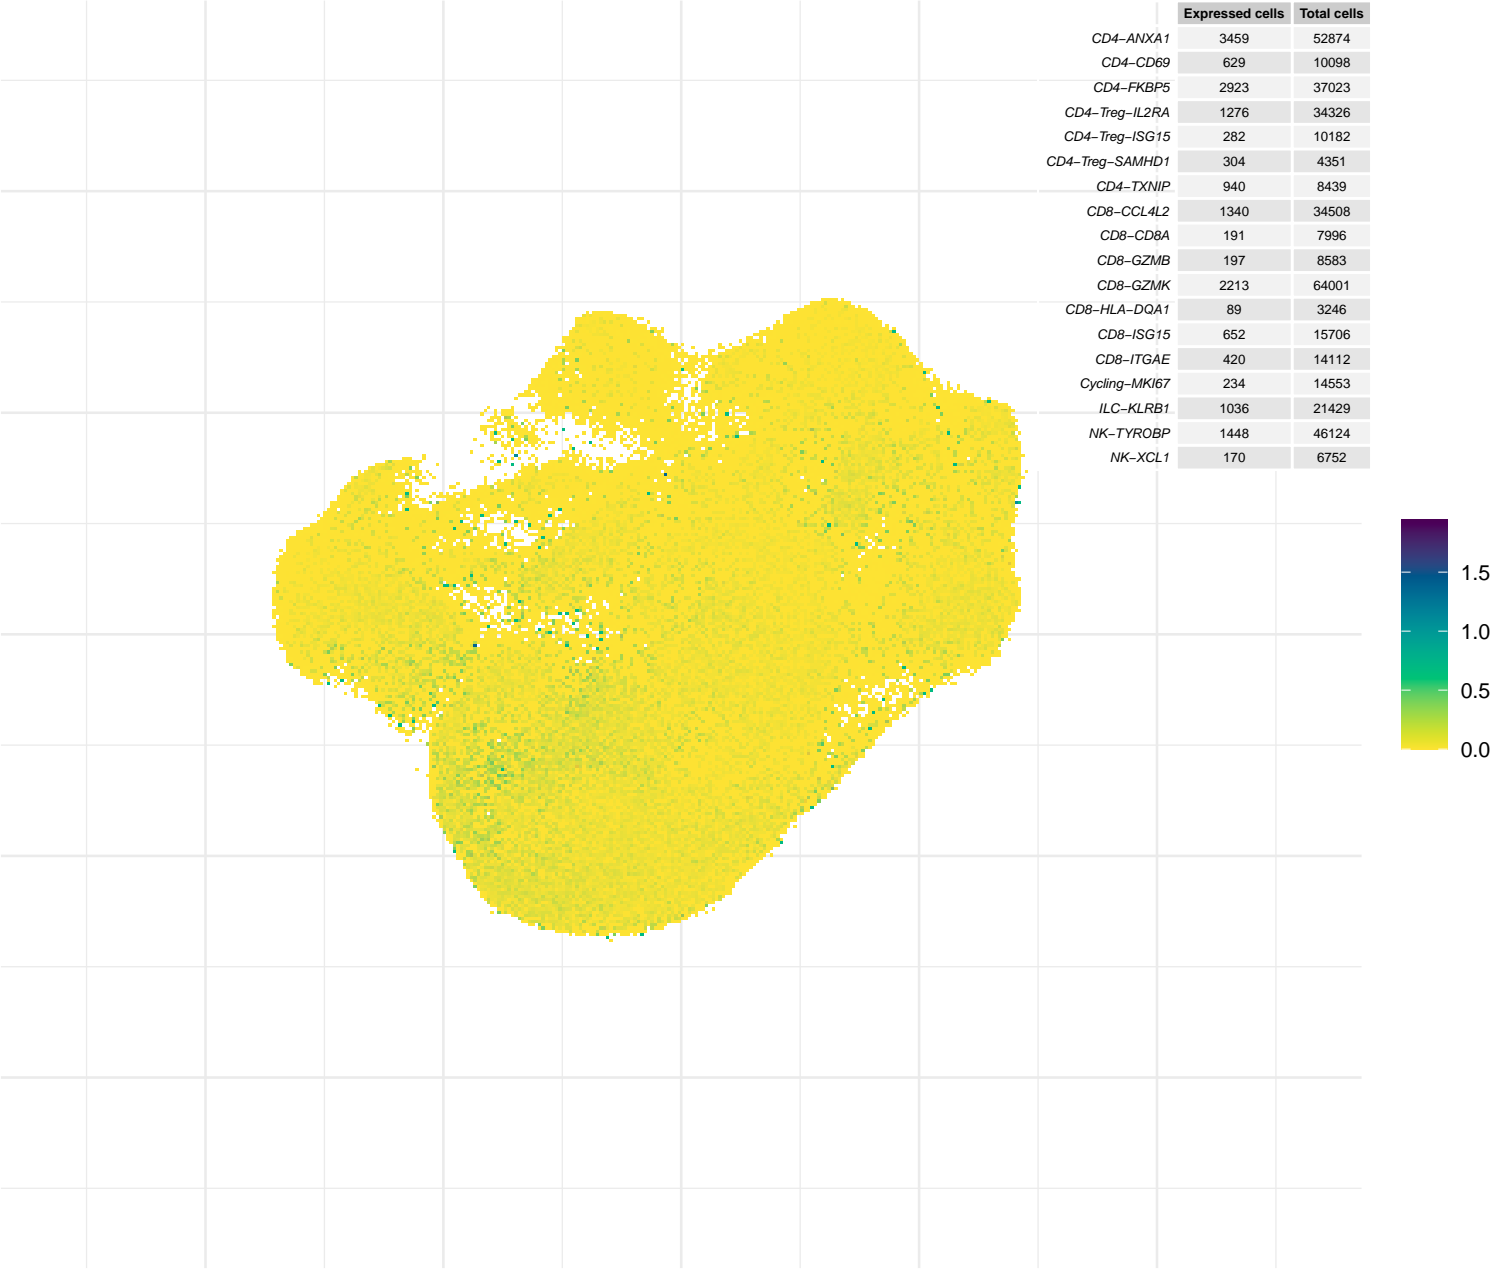 Expressed cells Total cells
CD4−ANXA1 3459 52874
CD4−CD69 629 10098
CD4−FKBP5 2923 37023
CD4−Treg−IL2RA 1276 34326
CD4−Treg−ISG15 282 10182
CD4−Treg−SAMHD1 304 4351
CD4−TXNIP 940 8439
CD8−CCL4L2 1340 34508
CD8−CD8A 191 7996
CD8−GZMB 197 8583
CD8−GZMK 2213 64001
CD8−HLA−DQA1 89 3246
CD8−ISG15 652 15706
CD8−ITGAE 420 14112
Cycling−MKI67 234 14553
ILC−KLRB1 1036 21429
NK−TYROBP 1448 46124
NK−XCL1 170 6752
1.5
1.0
0.5
0.0